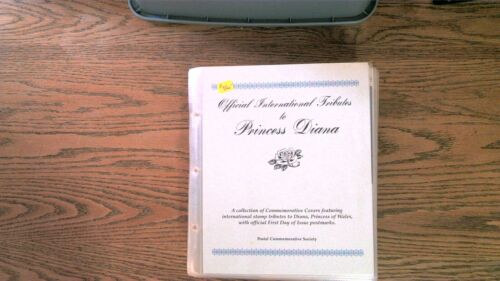 Official International Tributes
to
Princess Diana
A collection of Commemorative Covers featuring
international stamp tributes to Diana, Princess of Wales,
with official First Day of Issue postmarks.
Postal Commemorative Society